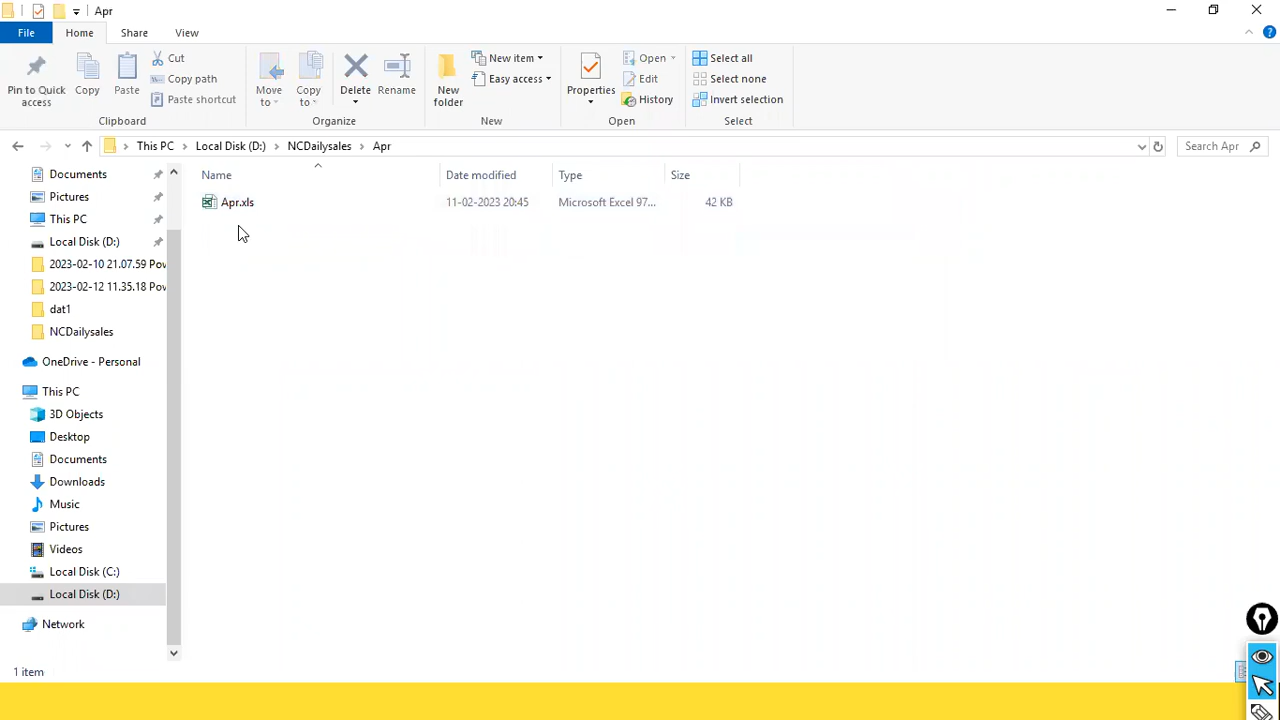 Apr
File Home Share View
Pin to Quick access
Copy
Paste
Cut
Copy path
Paste shortcut
Clipboard
Move to
Copy to
Delete
Rename
Organize
New folder
New item
Easy access
New
Properties
Open
Edit
History
Open
Select all
Select none
Invert selection
Select
This PC > Local Disk (D:) > NCDailysales > Apr
Search Apr
Name Date modified Type Size
Apr.xls 11-02-2023 20:45 Microsoft Excel 97... 42 KB
Documents
Pictures
This PC
Local Disk (D:)
2023-02-10 21.07.59 Pov
2023-02-12 11.35.18 Pov
dat1
NCDailysales
OneDrive - Personal
This PC
3D Objects
Desktop
Documents
Downloads
Music
Pictures
Videos
Local Disk (C:)
Local Disk (D:)
Network
1 item